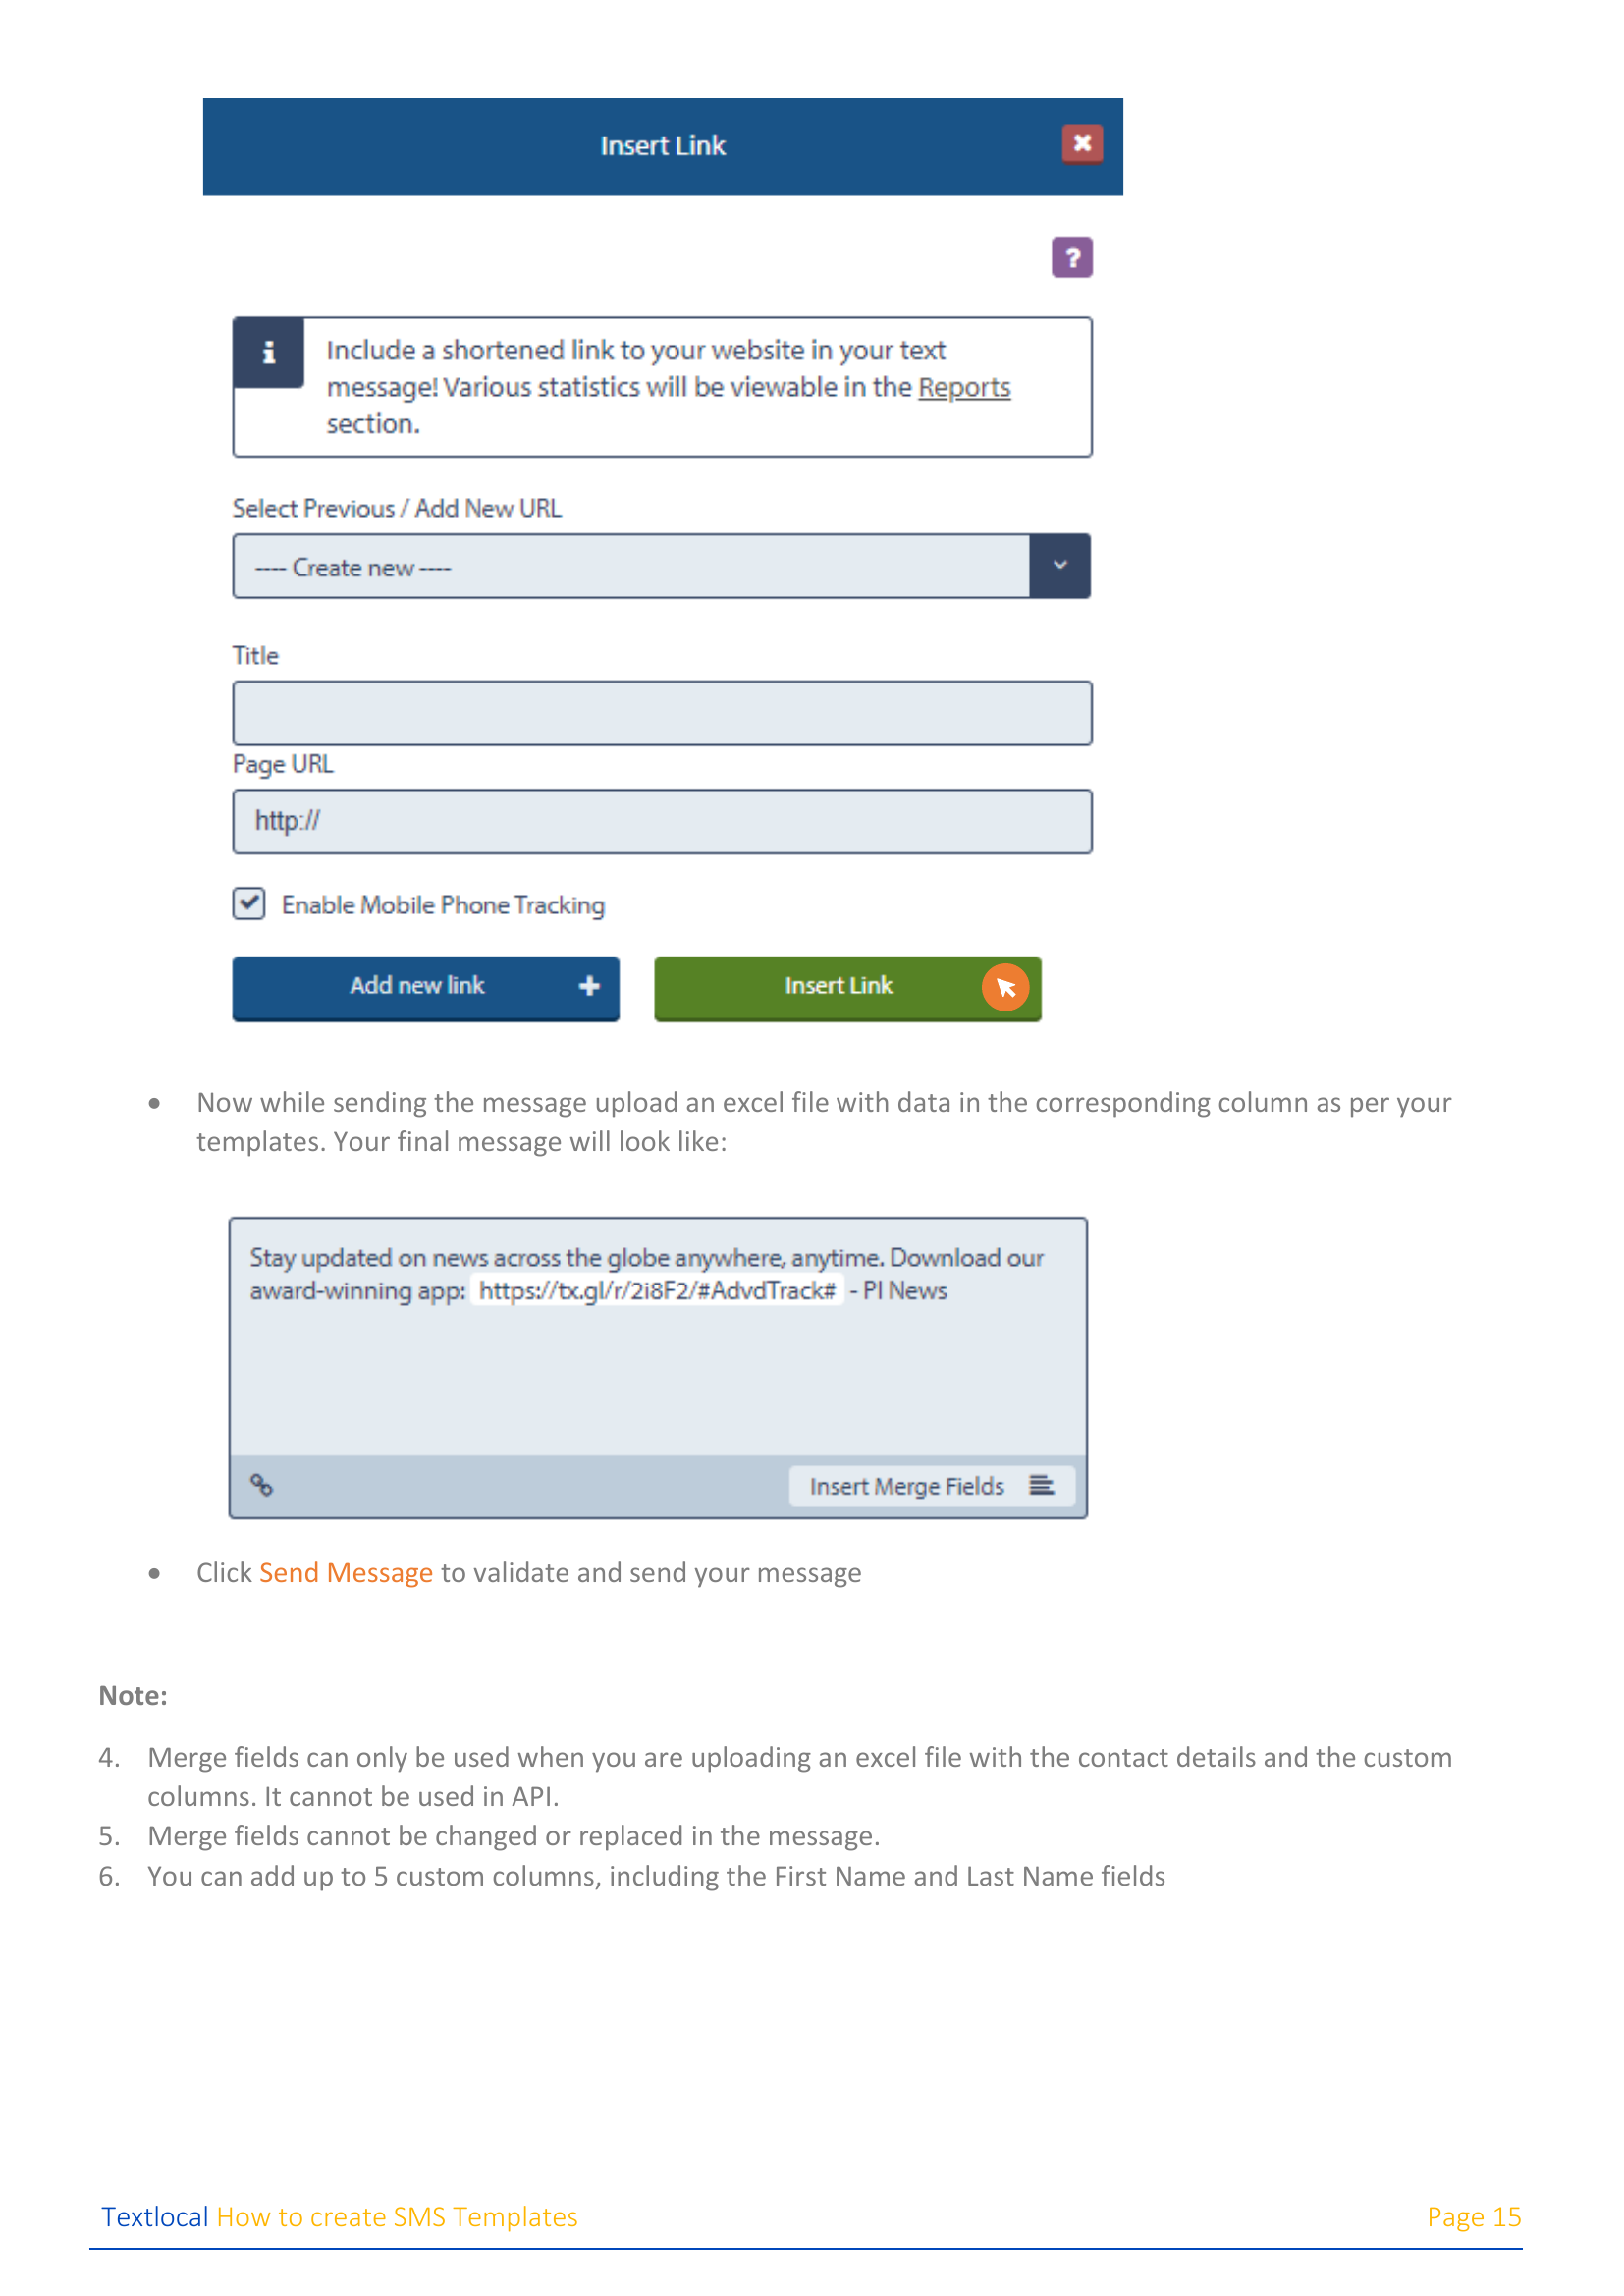 Insert Link
?
i
Include a shortened link to your website in your text
message! Various statistics will be viewable in the Reports
section.
Select Previous / Add New URL
---- Create new ----
Title
Page URL
http://
Enable Mobile Phone Tracking
Add new link +
Insert Link
• Now while sending the message upload an excel file with data in the corresponding column as per your
templates. Your final message will look like:
Stay updated on news across the globe anywhere, anytime. Download our
award-winning app: https://tx.gl/r/2i8F2/#AdvdTrack# - PI News
Insert Merge Fields
• Click Send Message to validate and send your message
Note:
4. Merge fields can only be used when you are uploading an excel file with the contact details and the custom
columns. It cannot be used in API.
5. Merge fields cannot be changed or replaced in the message.
6. You can add up to 5 custom columns, including the First Name and Last Name fields
Textlocal How to create SMS Templates Page 15